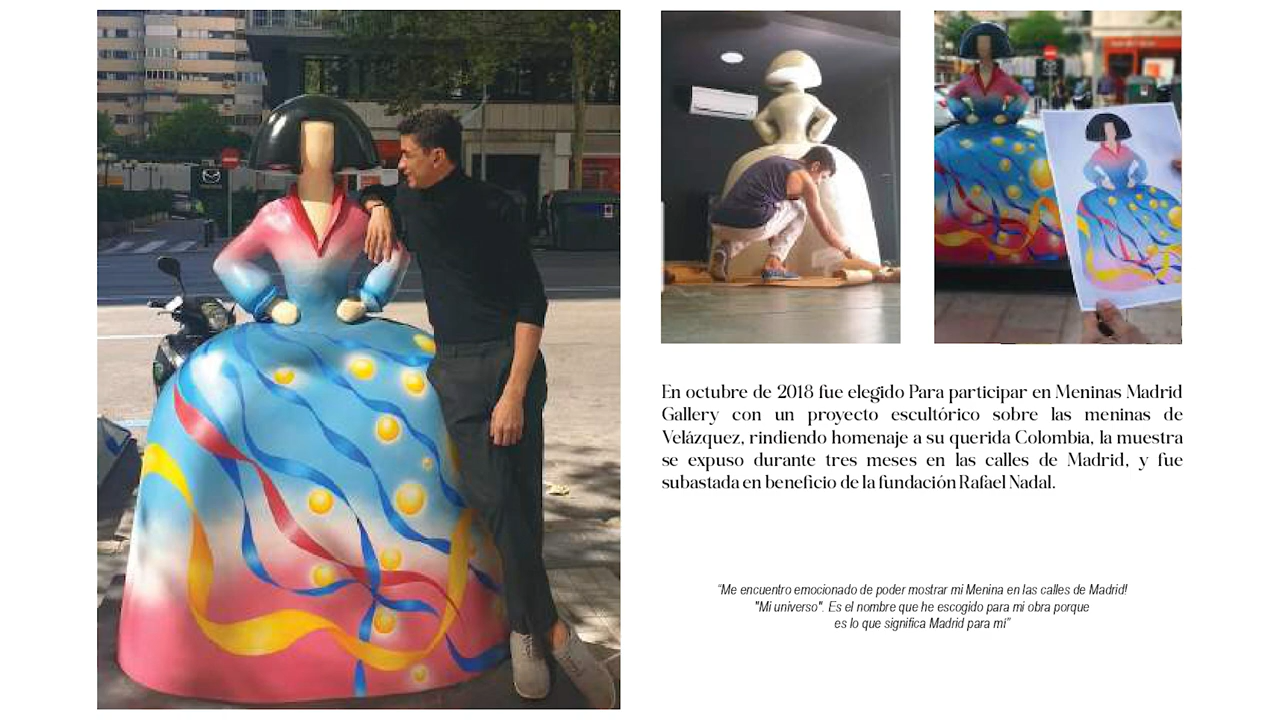 mazda
En octubre de 2018 fue elegido Para participar en Meninas Madrid
Gallery con un proyecto escultórico sobre las meninas de
Velázquez, rindiendo homenaje a su querida Colombia, la muestra
se expuso durante tres meses en las calles de Madrid, y fue
subastada en beneficio de la fundación Rafael Nadal.
"Me encuentro emocionado de poder mostrar mi Menina en las calles de Madrid!
"Mi universo". Es el nombre que he escogido para mi obra porque
es lo que significa Madrid para mí"